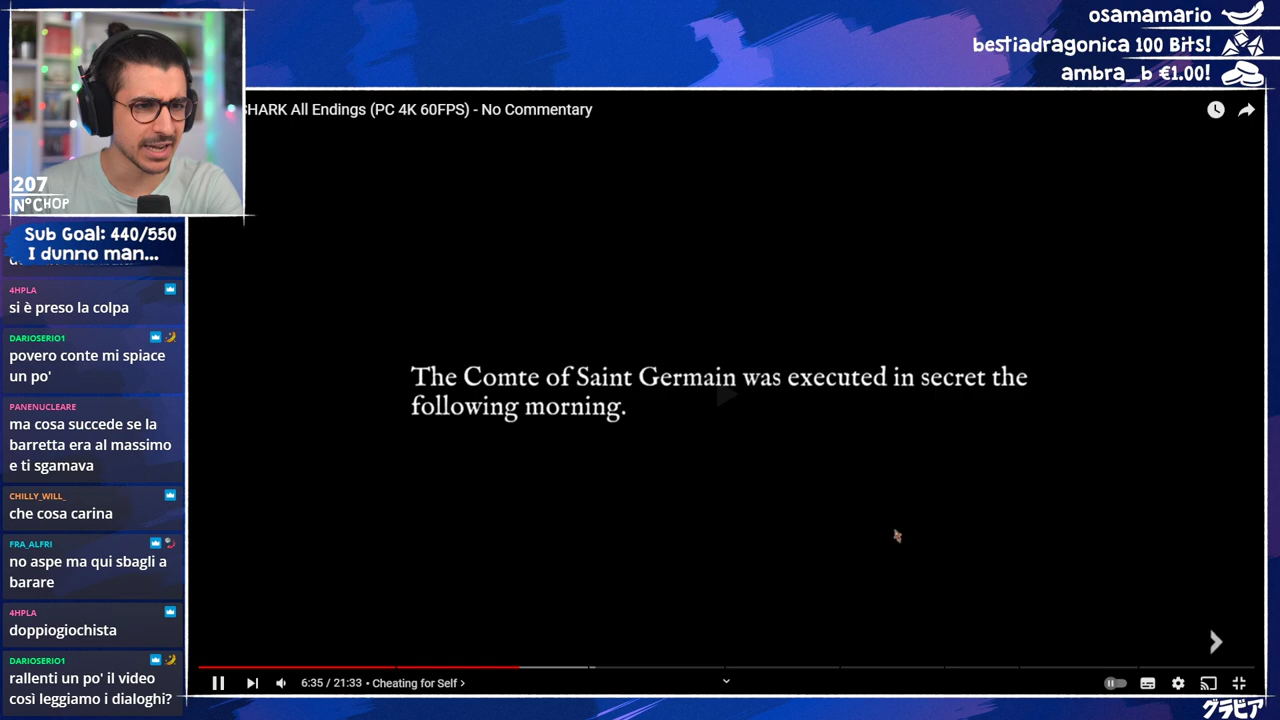 osamamario
bestiadragonica 100 Bits!
ambra_b €1.00!
SHARK All Endings (PC 4K 60FPS) - No Commentary
207
N°CHOP
Sub Goal: 440/550
I dunno man...
4HPLA
si è preso la colpa
DARIOSERIO1
povero conte mi spiace
un po'
PANENUCLEARE
ma cosa succede se la
barretta era al massimo
e ti sgamava
CHILLY_WILL_
che cosa carina
FRA_ALFRI
no aspe ma qui sbagli a
barare
4HPLA
doppiogiochista
DARIOSERIO1
rallenti un po' il video
così leggiamo i dialoghi?
The Comte of Saint Germain was executed in secret the
following morning.
6:35 / 21:33 • Cheating for Self >
グラビア